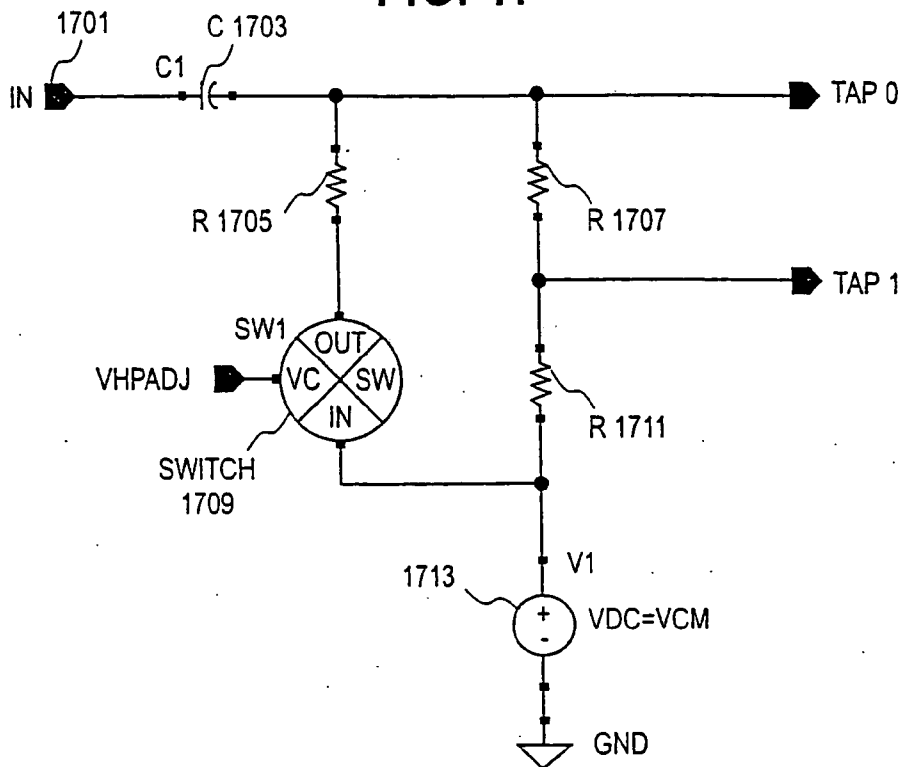 1701
C 1703
C1
IN
TAP 0
R 1705
R 1707
TAP 1
SW1
OUT
VHPADJ
VC
SW
IN
R 1711
SWITCH
1709
1713
V1
+
-
VDC=VCM
GND